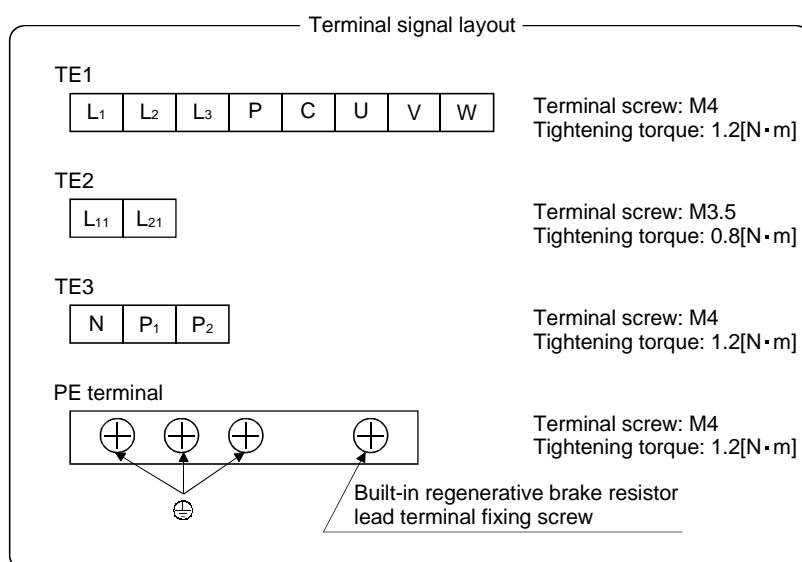 Terminal signal layout
TE1
L1 L2 L3 P C U V W
Terminal screw: M4
Tightening torque: 1.2[N・m]
TE2
L11 L21
Terminal screw: M3.5
Tightening torque: 0.8[N・m]
TE3
N P1 P2
Terminal screw: M4
Tightening torque: 1.2[N・m]
PE terminal
Terminal screw: M4
Tightening torque: 1.2[N・m]
Built-in regenerative brake resistor
lead terminal fixing screw